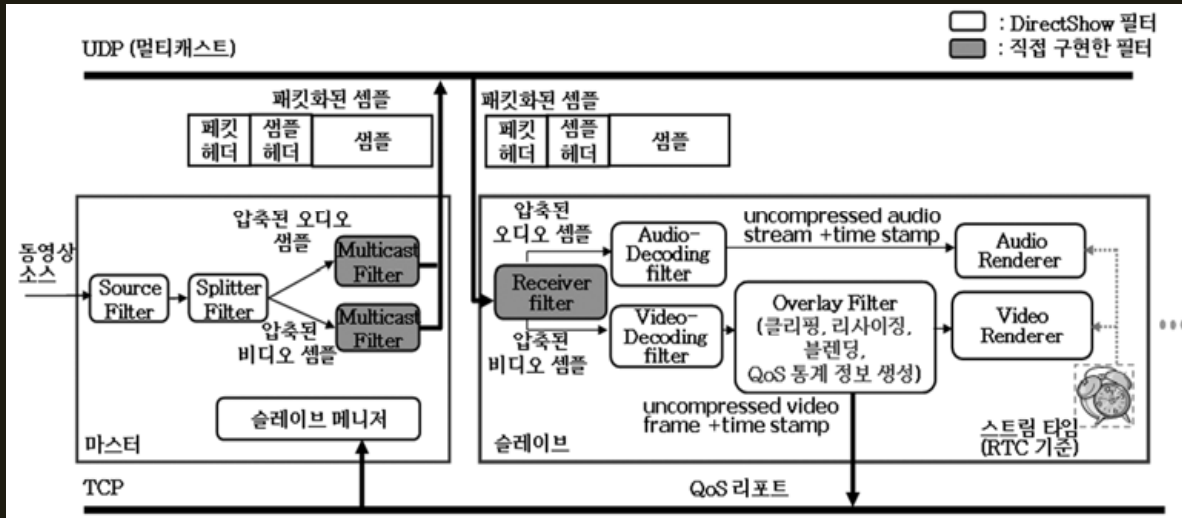 : DirectShow 필터
: 직접 구현한 필터
UDP (멀티캐스트)
패킷화된 셈플
페킷
헤더
샘플
헤더
샘플
패킷화된 셈플
페킷
헤더
셈플
헤더
샘플
동영상
소스
Source
Filter
Splitter
Filter
압축된 오디오
샘플
Multicast
Filter
Multicast
Filter
압축된
비디오 셈플
슬레이브 메니저
마스터
압축된
오디오 셈플
Receiver
filter
압축된
비디오 셈플
Audio-
Decoding
filter
Video-
Decoding
filter
uncompressed audio
stream +time stamp
Overlay Filter
(클리핑, 리사이징,
블렌딩,
QoS 통계 정보 생성)
uncompressed video
frame +time stamp
Audio
Renderer
Video
Renderer
스트림 타임
(RTC 기준)
슬레이브
TCP
QoS 리포트